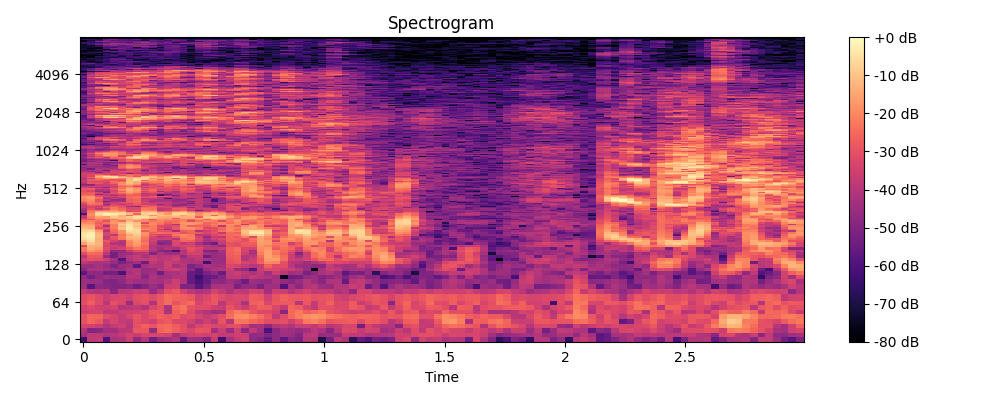 Spectrogram
Hz
4096
2048
1024
512
256
128
64
0
0
0.5
1
1.5
2
2.5
Time
+0 dB
-10 dB
-20 dB
-30 dB
-40 dB
-50 dB
-60 dB
-70 dB
-80 dB